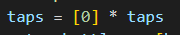 taps = [0] * taps